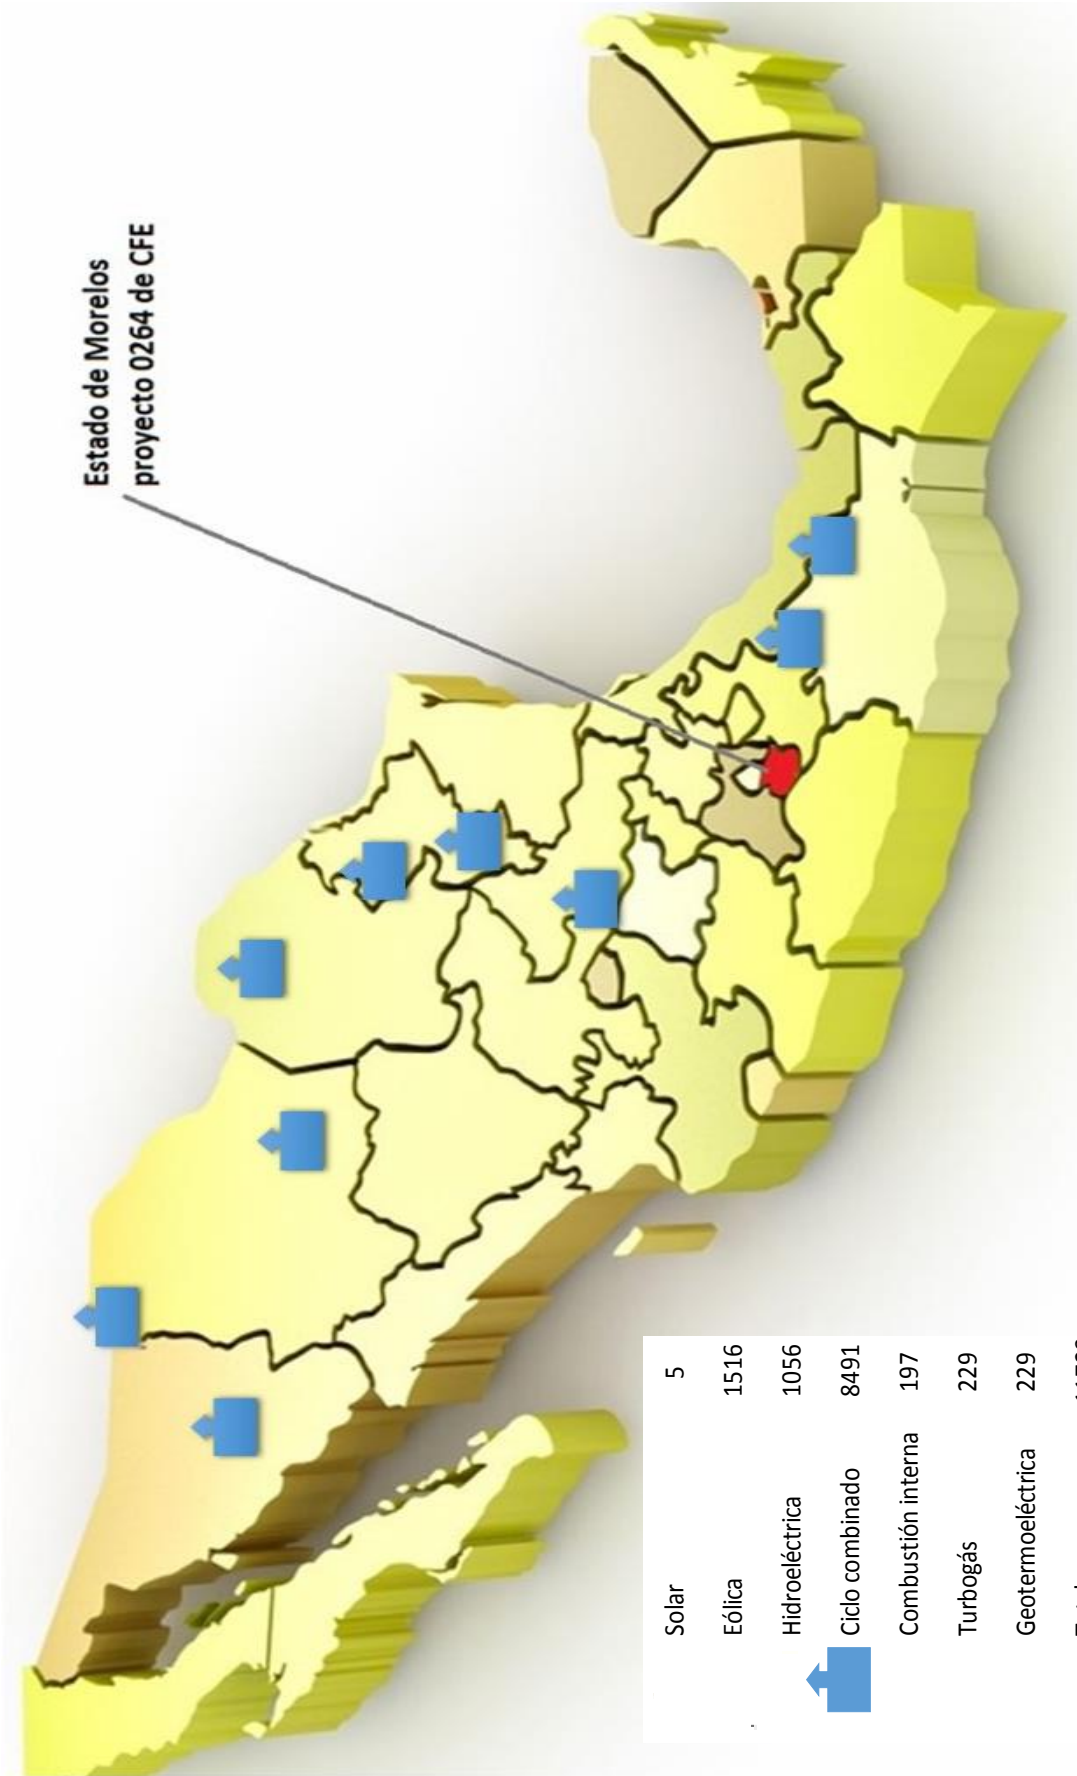 Estado de Morelos
proyecto 0264 de CFE
Solar 5
Eólica 1516
Hidroeléctrica 1056
Ciclo combinado 8491
Combustión interna 197
Turbogás 229
Geotermoeléctrica 229